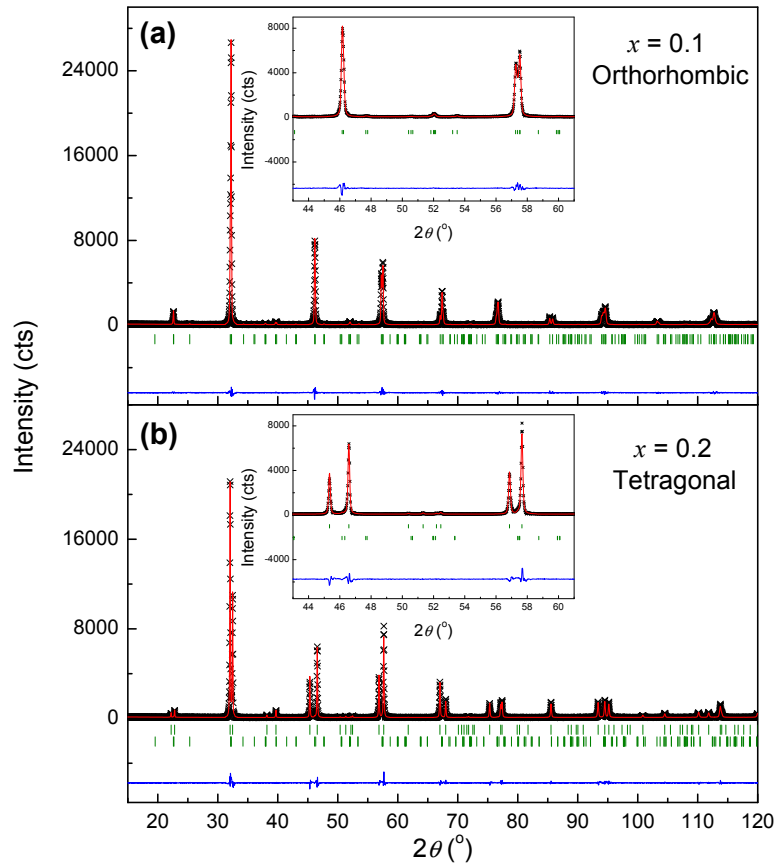 (a)
x = 0.1
Orthorhombic
28000
24000
16000
8000
0
8000
4000
0
-4000
Intensity (cts)
44 46 48 50 52 54 56 58 60
2θ (°)
Intensity (cts)
(b)
x = 0.2
Tetragonal
24000
16000
8000
0
8000
4000
0
-4000
Intensity (cts)
44 46 48 50 52 54 56 58 60
2θ (°)
20 30 40 50 60 70 80 90 100 110 120
2θ (°)